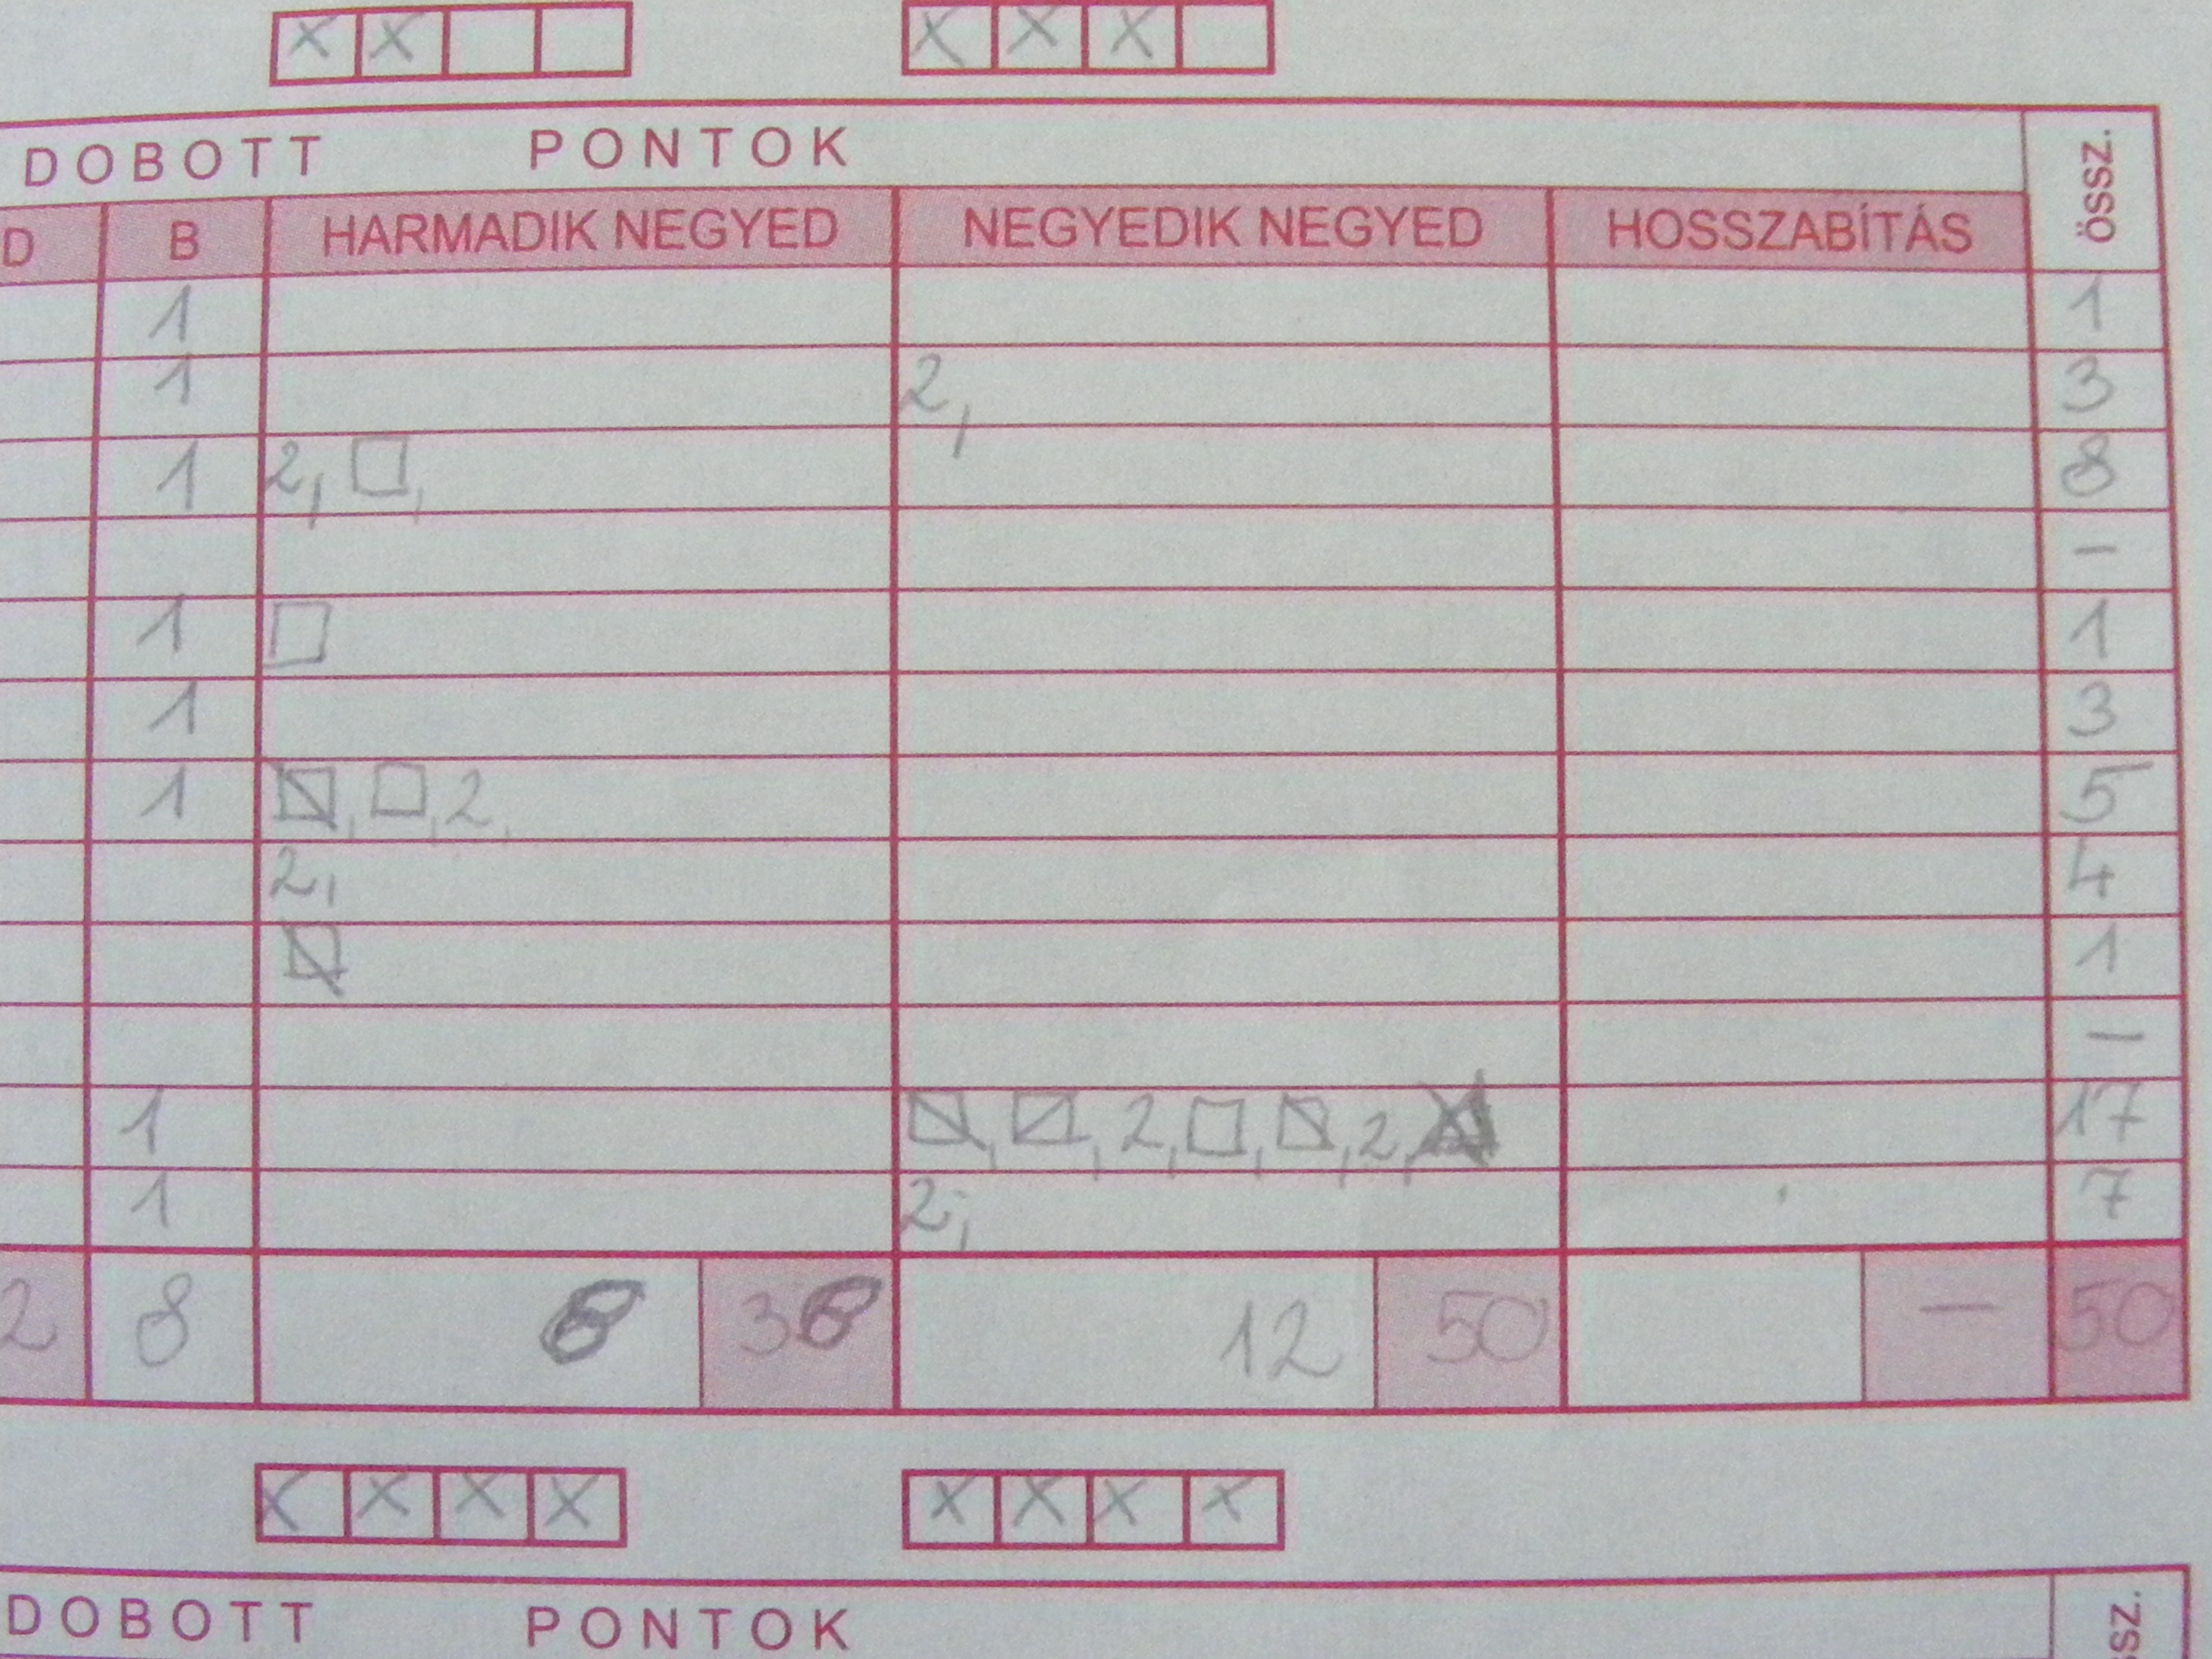 X X X X X
DOBOTT PONTOK össz.
D B HARMADIK NEGYED NEGYEDIK NEGYED HOSSZABÍTÁS
1 1
1 2, 3
1 2, □, 8
–
1 □ 1
1 3
1 ⍂, □, 2, 5
2, 4
⍂ 1
–
1 ⍂, ⍁, 2, □, ⍂, 2, 17
1 2, 7
2 8 12 50 – 50
X X X X X X X X
DOBOTT PONTOK SZ.